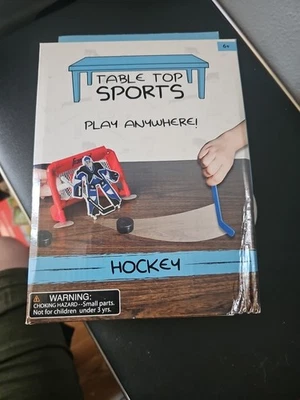 6+
TABLE TOP
SPORTS
PLAY ANYWHERE!
HOCKEY
WARNING:
CHOKING HAZARD--Small parts.
Not for children under 3 yrs.